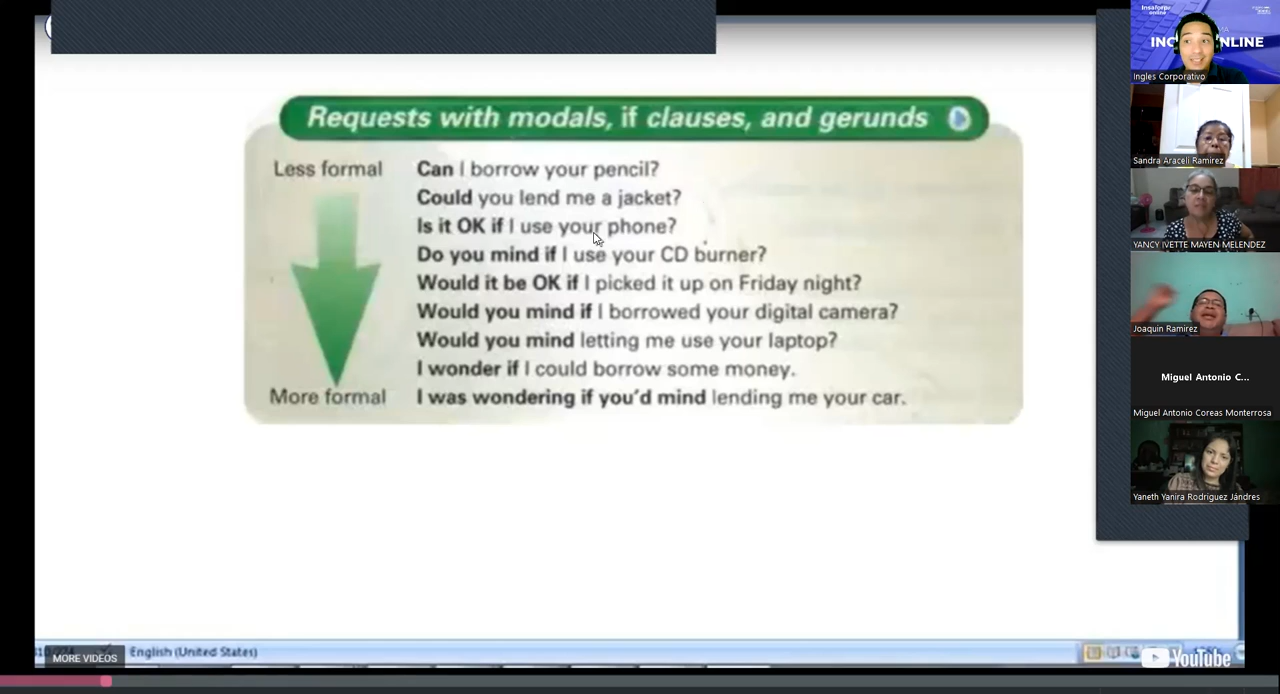 Requests with modals, if clauses, and gerunds
Less formal
Can I borrow your pencil?
Could you lend me a jacket?
Is it OK if I use your phone?
Do you mind if I use your CD burner?
Would it be OK if I picked it up on Friday night?
Would you mind if I borrowed your digital camera?
Would you mind letting me use your laptop?
I wonder if I could borrow some money.
More formal
I was wondering if you'd mind lending me your car.
Insaforp
online
Ingles Corporativo
Sandra Araceli Ramirez
YANCY IVETTE MAYEN MELENDEZ
Joaquin Ramirez
Miguel Antonio C...
Miguel Antonio Coreas Monterrosa
Yaneth Yanira Rodriguez Jándres
English (United States)
MORE VIDEOS
YouTube